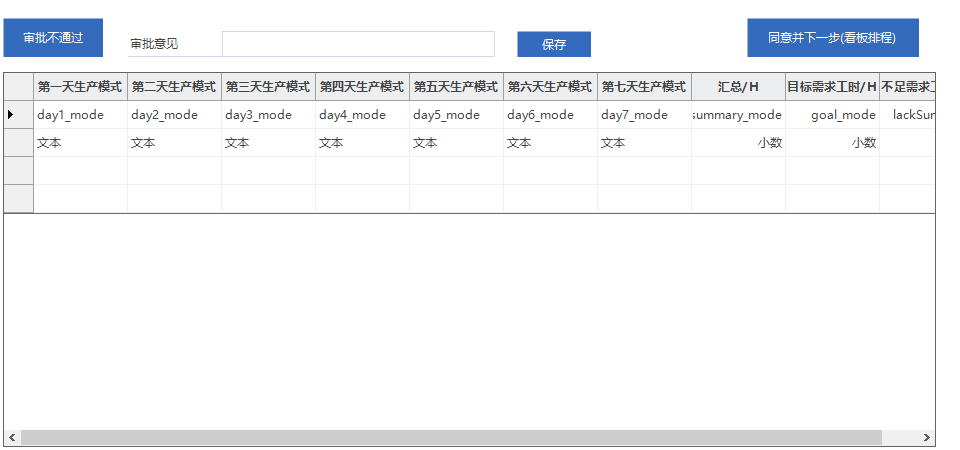 审批不通过 审批意见 保存 同意并下一步(看板排程)
第一天生产模式 第二天生产模式 第三天生产模式 第四天生产模式 第五天生产模式 第六天生产模式 第七天生产模式 汇总/H 目标需求工时/H 不足需求工
day1_mode day2_mode day3_mode day4_mode day5_mode day6_mode day7_mode summary_mode goal_mode lackSum
文本 文本 文本 文本 文本 文本 文本 小数 小数